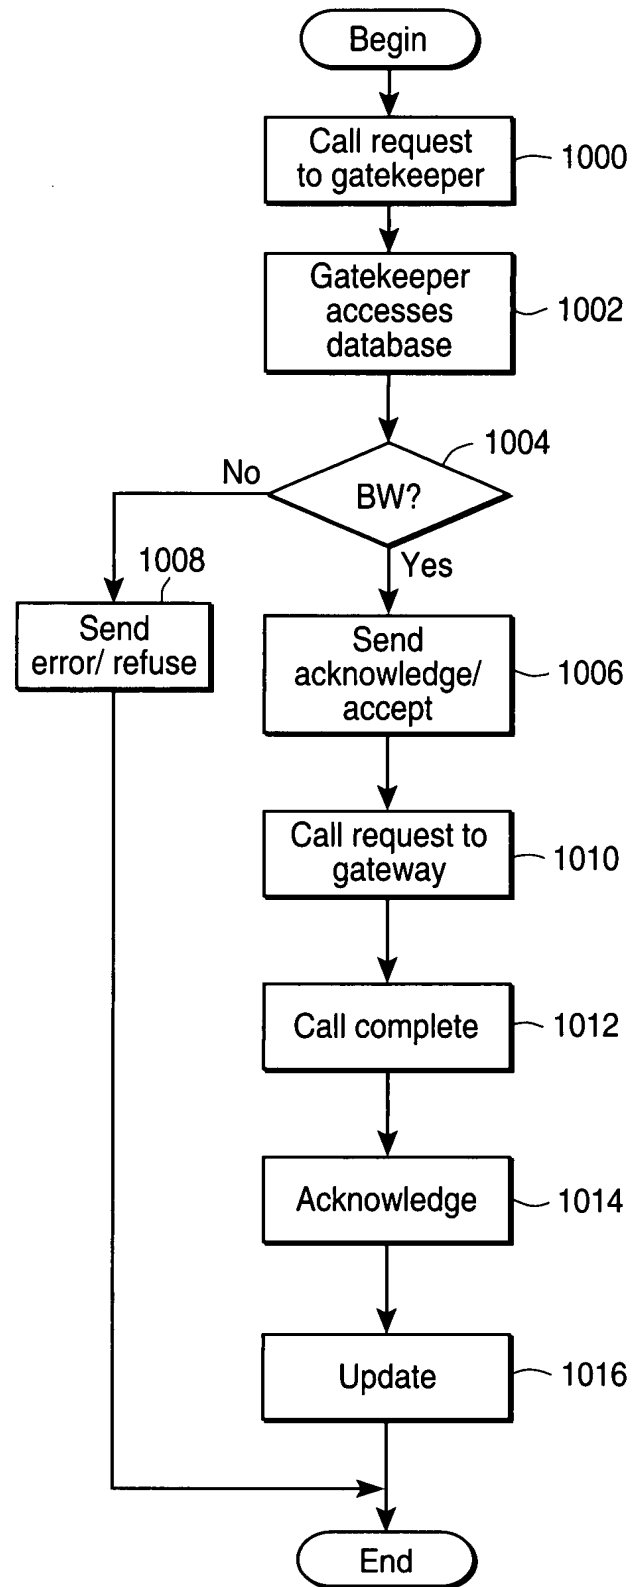 Begin
Call request
to gatekeeper
1000
Gatekeeper
accesses
database
1002
1004
BW?
No
Yes
1008
Send
error/ refuse
Send
acknowledge/
accept
1006
Call request to
gateway
1010
Call complete
1012
Acknowledge
1014
Update
1016
End